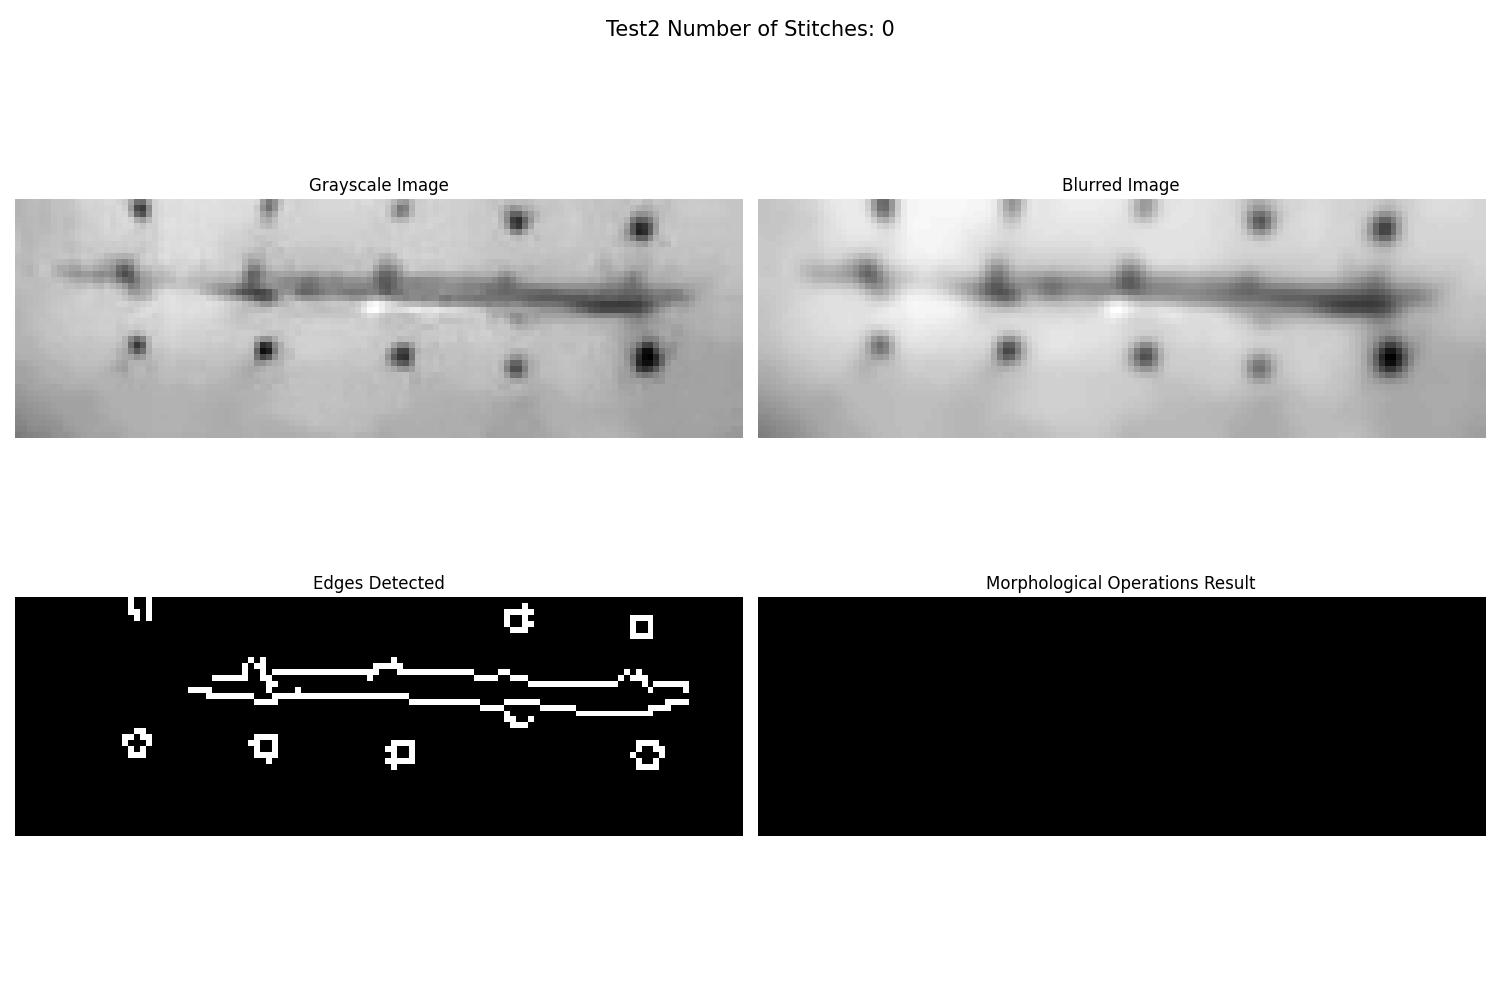 Test2 Number of Stitches: 0
Grayscale Image
Blurred Image
Edges Detected
Morphological Operations Result